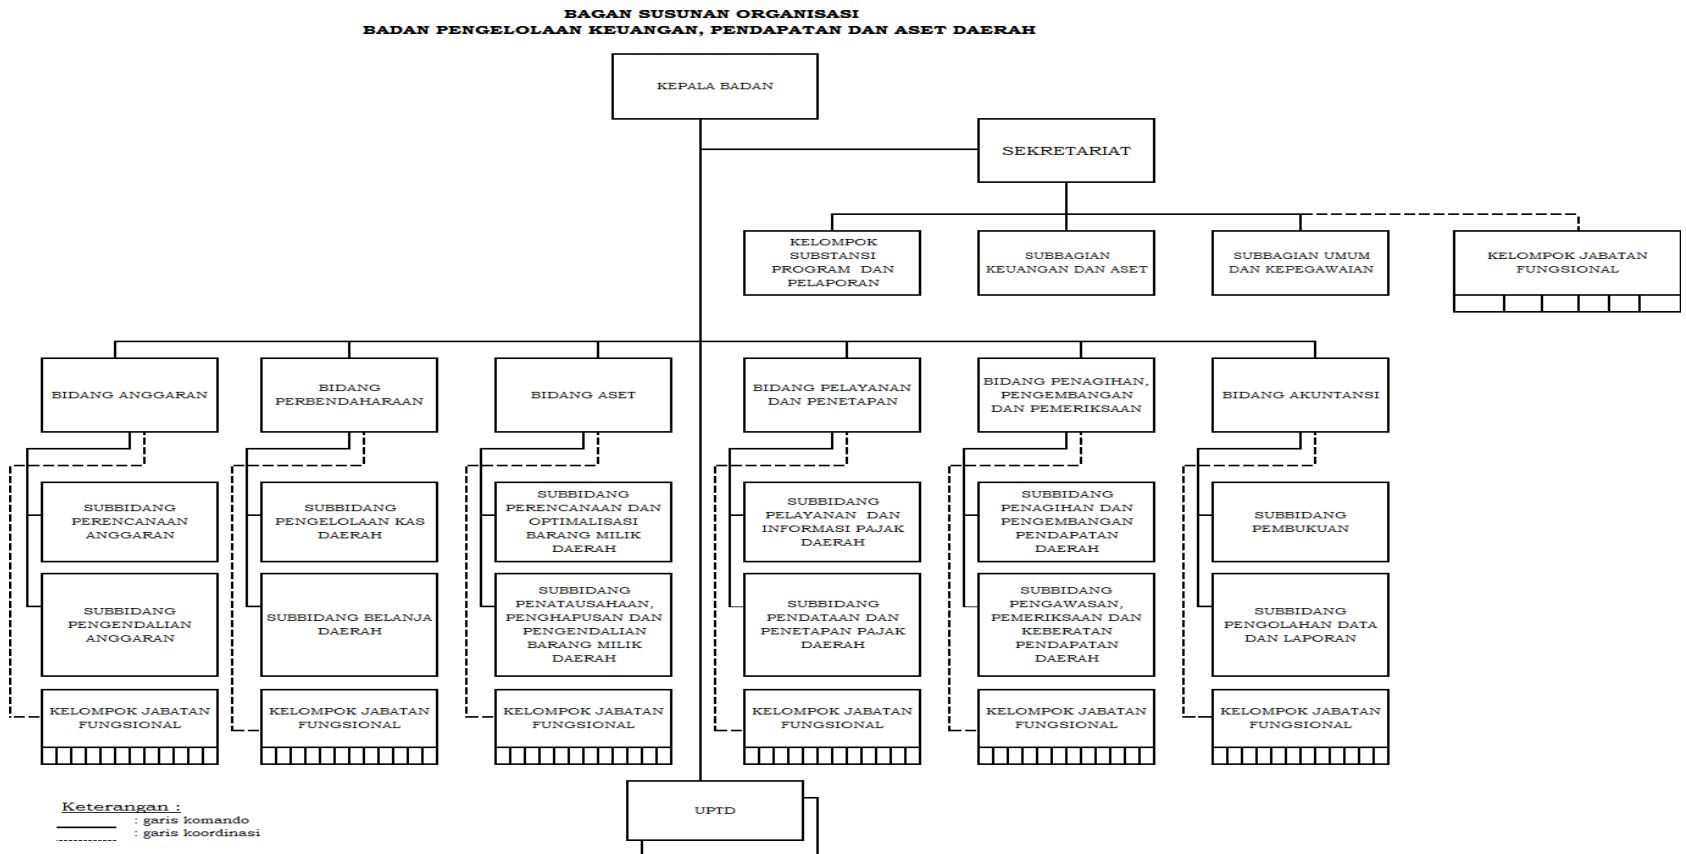 BAGAN SUSUNAN ORGANISASI
BADAN PENGELOLAAN KEUANGAN, PENDAPATAN DAN ASET DAERAH
KEPALA BADAN
SEKRETARIAT
KELOMPOK
SUBSTANSI
PROGRAM DAN
PELAPORAN
SUBBAGIAN
KEUANGAN DAN ASET
SUBBAGIAN UMUM
DAN KEPEGAWAIAN
KELOMPOK JABATAN
FUNGSIONAL
BIDANG ANGGARAN
BIDANG
PERBENDAHARAAN
BIDANG ASET
BIDANG PELAYANAN
DAN PENETAPAN
BIDANG PENAGIHAN,
PENGEMBANGAN
DAN PEMERIKSAAN
BIDANG AKUNTANSI
SUBBIDANG
PERENCANAAN
ANGGARAN
SUBBIDANG
PENGELOLAAN KAS
DAERAH
SUBBIDANG
PERENCANAAN DAN
OPTIMALISASI
BARANG MILIK
DAERAH
SUBBIDANG
PELAYANAN DAN
INFORMASI PAJAK
DAERAH
SUBBIDANG
PENAGIHAN DAN
PENGEMBANGAN
PENDAPATAN
DAERAH
SUBBIDANG
PEMBUKUAN
SUBBIDANG
PENGENDALIAN
ANGGARAN
SUBBIDANG BELANJA
DAERAH
SUBBIDANG
PENATAUSAHAAN,
PENGHAPUSAN DAN
PENGENDALIAN
BARANG MILIK
DAERAH
SUBBIDANG
PENDATAAN DAN
PENETAPAN PAJAK
DAERAH
SUBBIDANG
PENGAWASAN,
PEMERIKSAAN DAN
KEBERATAN
PENDAPATAN
DAERAH
SUBBIDANG
PENGOLAHAN DATA
DAN LAPORAN
KELOMPOK JABATAN
FUNGSIONAL
KELOMPOK JABATAN
FUNGSIONAL
KELOMPOK JABATAN
FUNGSIONAL
KELOMPOK JABATAN
FUNGSIONAL
KELOMPOK JABATAN
FUNGSIONAL
KELOMPOK JABATAN
FUNGSIONAL
UPTD
Keterangan :
: garis komando
: garis koordinasi